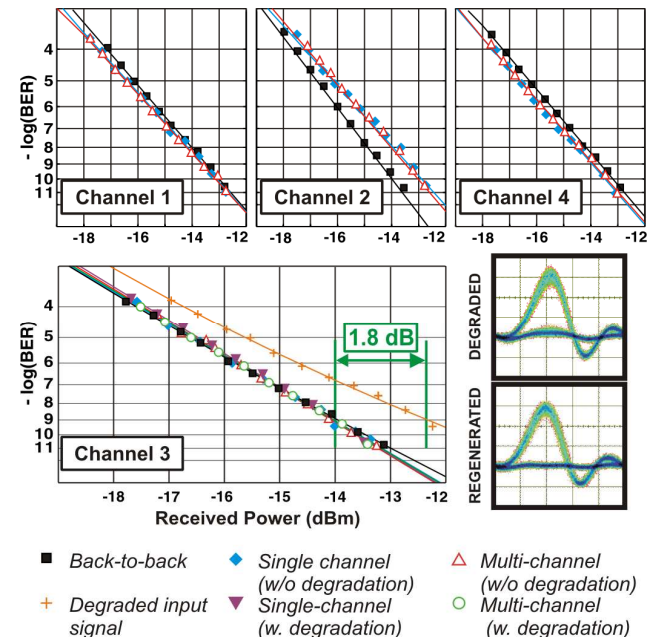 4
5
6
7
8
9
10
11
- log(BER)
Channel 1
-18 -16 -14 -12
Channel 2
-18 -16 -14 -12
Channel 4
-18 -16 -14 -12
4
5
6
7
8
9
10
11
- log(BER)
1.8 dB
Channel 3
-18 -17 -16 -15 -14 -13 -12
Received Power (dBm)
DEGRADED
REGENERATED
Back-to-back
Single channel
(w/o degradation)
Multi-channel
(w/o degradation)
Degraded input
signal
Single-channel
(w. degradation)
Multi-channel
(w. degradation)